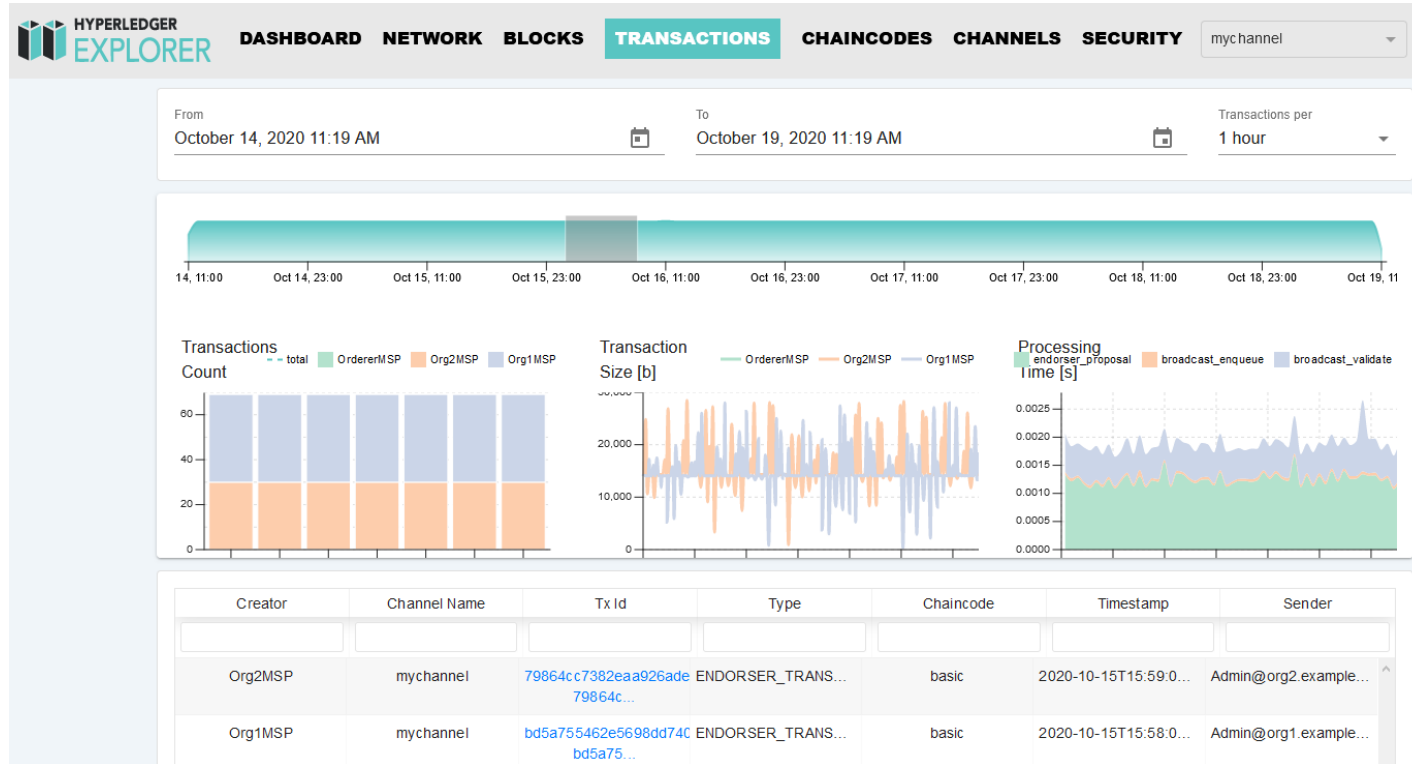 HYPERLEDGER
EXPLORER
DASHBOARD NETWORK BLOCKS TRANSACTIONS CHAINCODES CHANNELS SECURITY mychannel
From To Transactions per
October 14, 2020 11:19 AM October 19, 2020 11:19 AM 1 hour
14, 11:00 Oct 14, 23:00 Oct 15, 11:00 Oct 15, 23:00 Oct 16, 11:00 Oct 16, 23:00 Oct 17, 11:00 Oct 17, 23:00 Oct 18, 11:00 Oct 18, 23:00 Oct 19, 11
Transactions
Count
total OrdererMSP Org2MSP Org1MSP
60
40
20
0
Transaction
Size [b]
OrdererMSP Org2MSP Org1MSP
30,000
20,000
10,000
0
Processing
Time [s]
endorser_proposal broadcast_enqueue broadcast_validate
0.0025
0.0020
0.0015
0.0010
0.0005
0.0000
Creator Channel Name Tx Id Type Chaincode Timestamp Sender
Org2MSP mychannel 79864cc7382eaa926ade ENDORSER_TRANS... basic 2020-10-15T15:59:0... Admin@org2.example...
79864c...
Org1MSP mychannel bd5a755462e5698dd740 ENDORSER_TRANS... basic 2020-10-15T15:58:0... Admin@org1.example...
bd5a75...